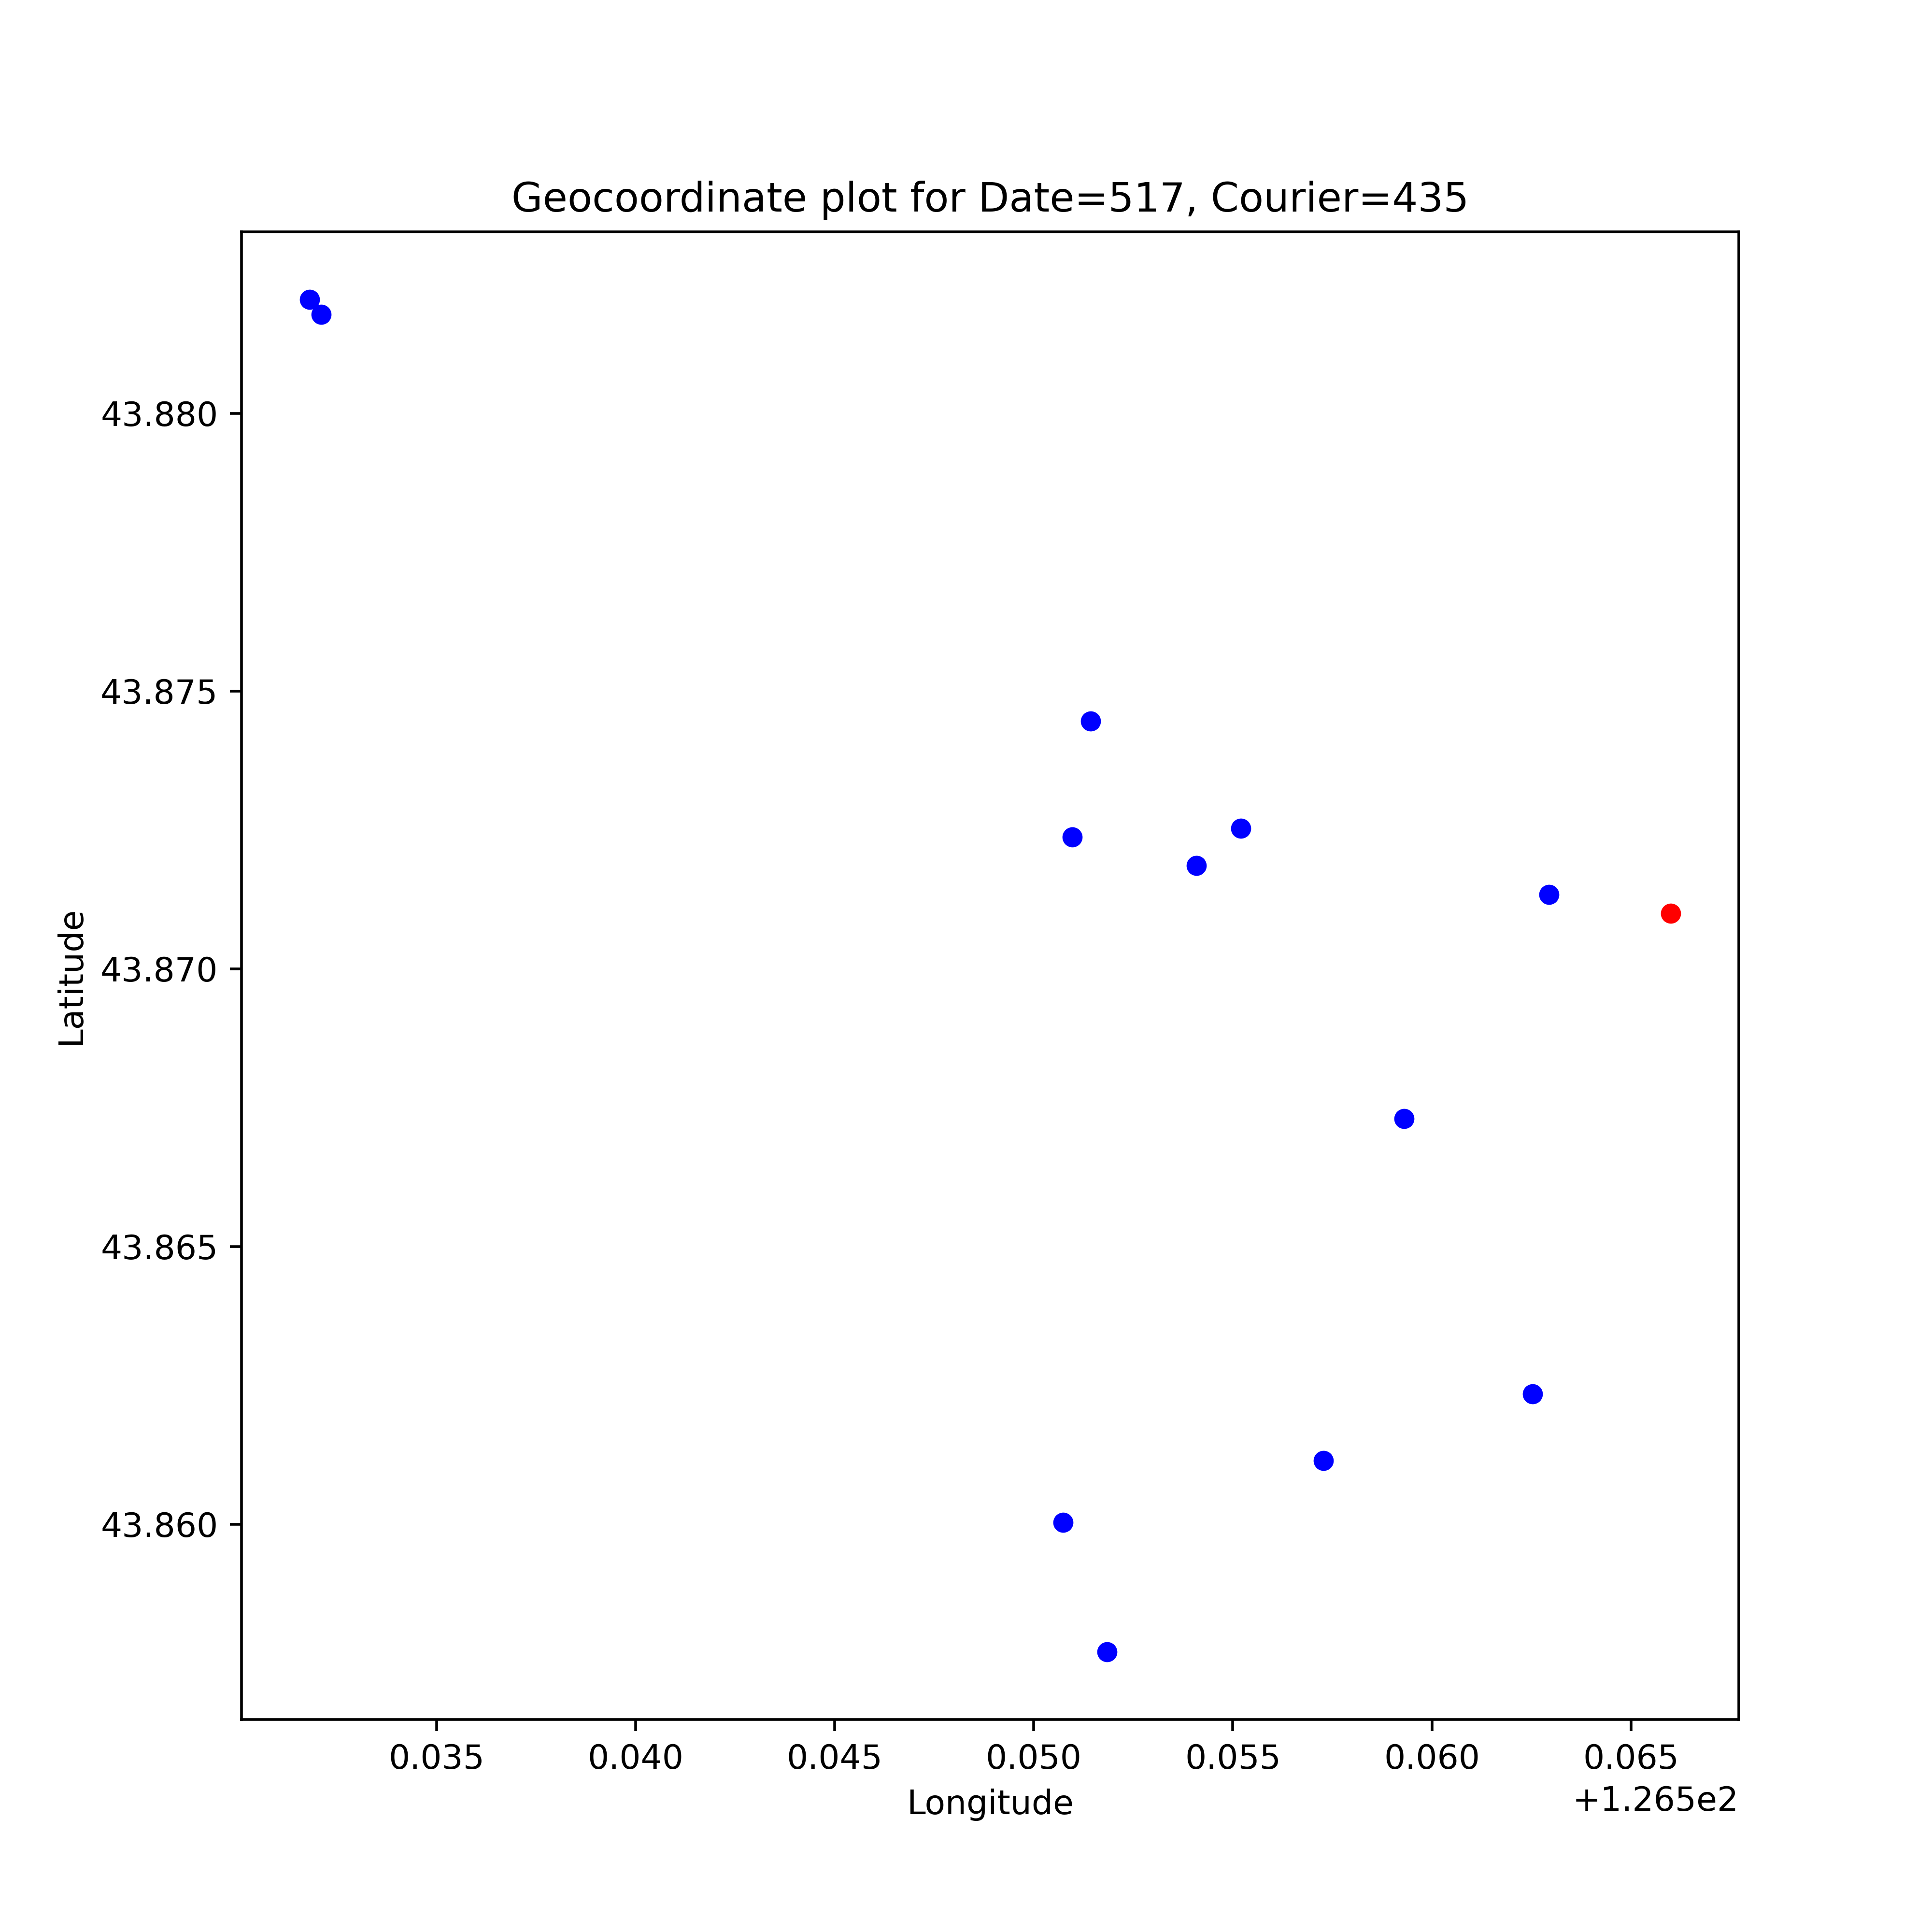 Geocoordinate plot for Date=517, Courier=435
43.880
43.875
43.870
43.865
43.860
Latitude
0.035 0.040 0.045 0.050 0.055 0.060 0.065
Longitude
+1.265e2